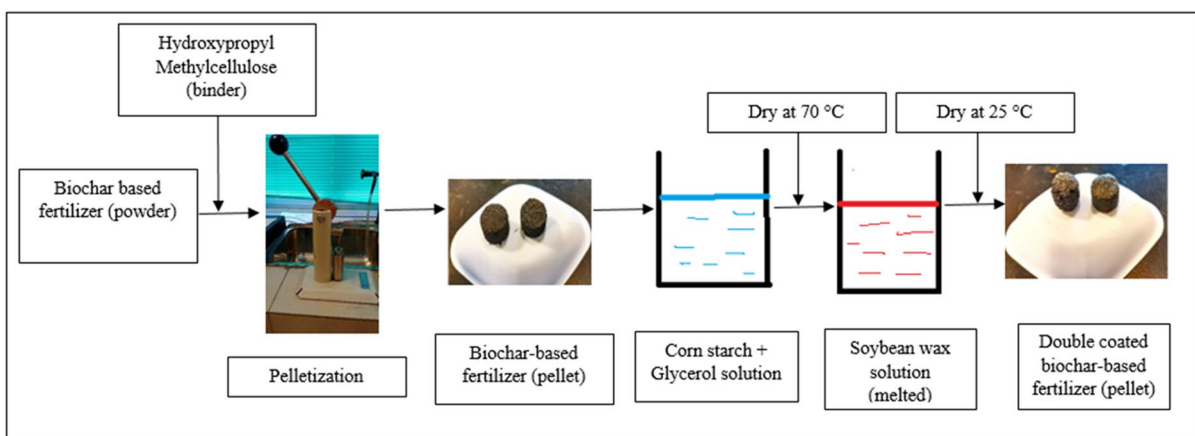 Hydroxypropyl
Methylcellulose
(binder)
Dry at 70 °C
Dry at 25 °C
Biochar based
fertilizer (powder)
Pelletization
Biochar-based
fertilizer (pellet)
Corn starch +
Glycerol solution
Soybean wax
solution
(melted)
Double coated
biochar-based
fertilizer (pellet)